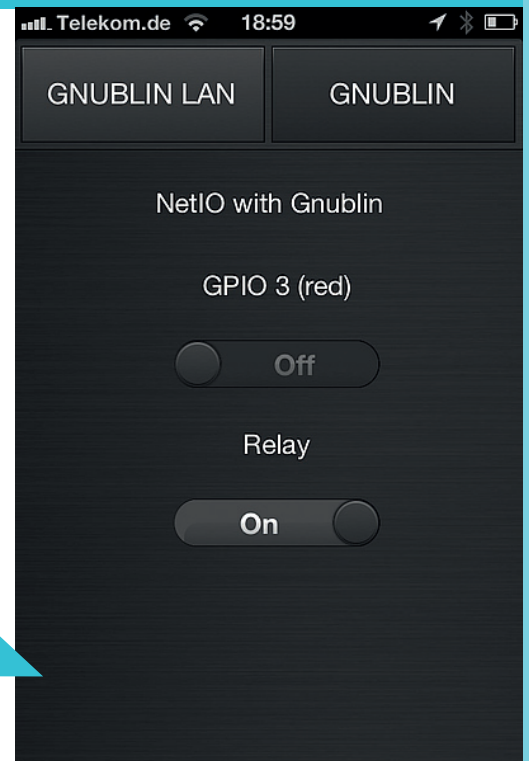 Telekom.de 18:59
GNUBLIN LAN GNUBLIN
NetIO with Gnublin
GPIO 3 (red)
Off
Relay
On